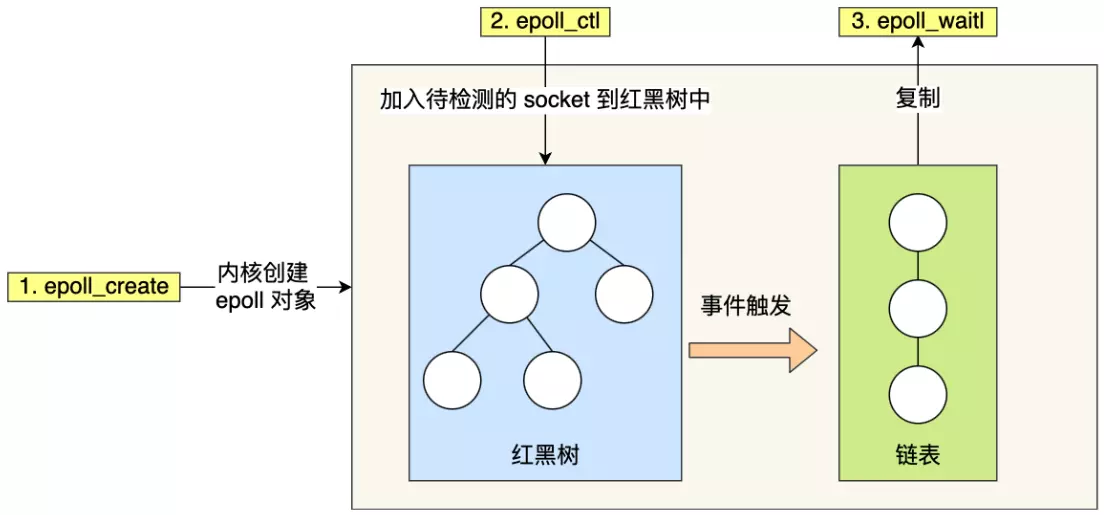 2. epoll_ctl
3. epoll_waitl
加入待检测的 socket 到红黑树中
复制
1. epoll_create
内核创建
epoll 对象
事件触发
红黑树
链表